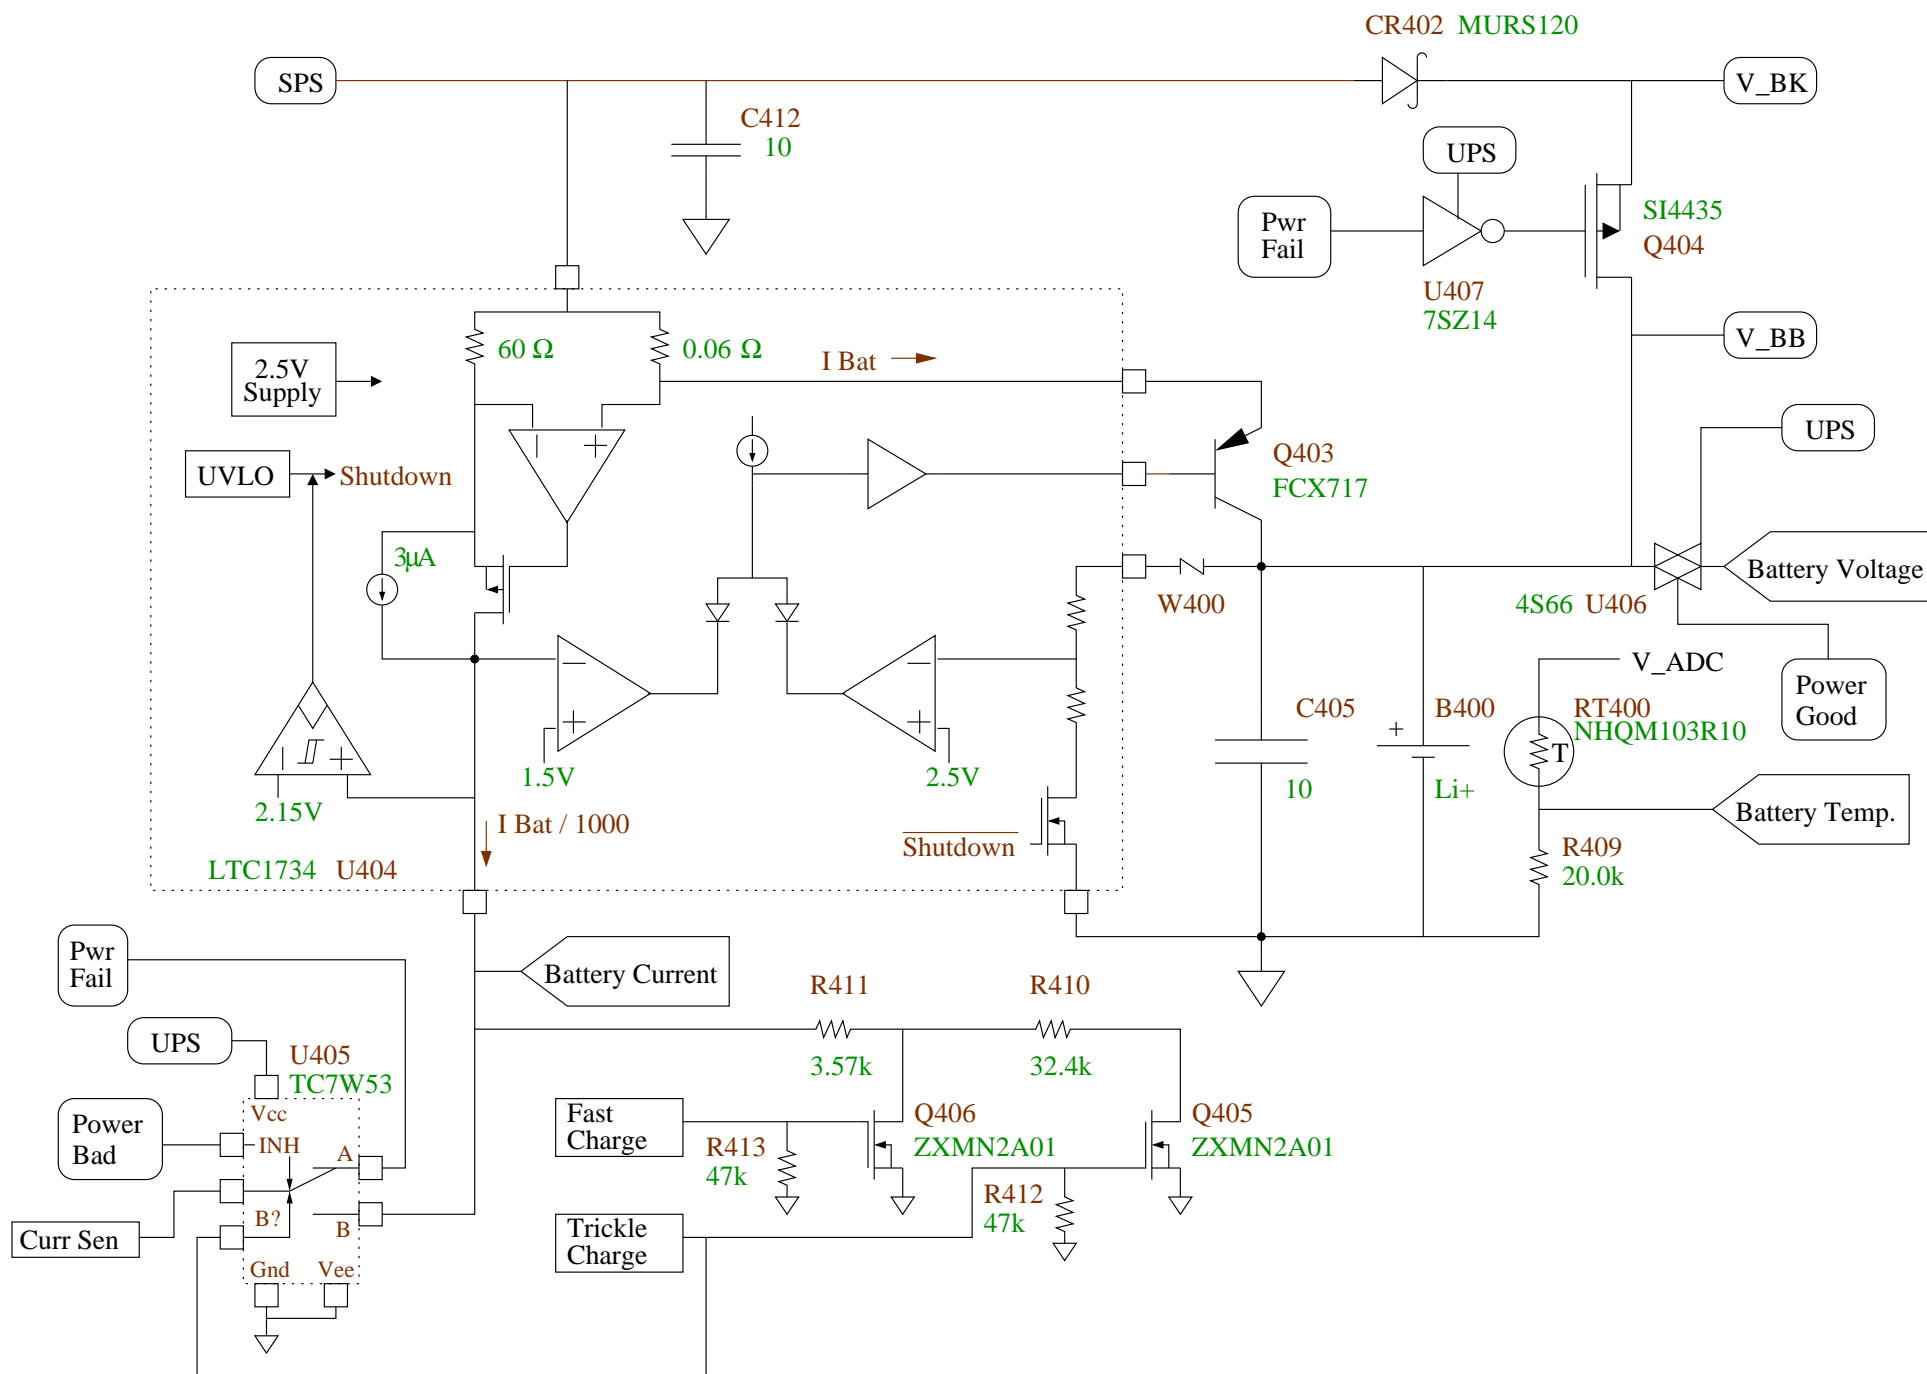 CR402 MURS120
SPS
V_BK
C412
10
UPS
Pwr
Fail
SI4435
Q404
U407
7SZ14
V_BB
60 Ω
0.06 Ω
I Bat
2.5V
Supply
UPS
UVLO
Shutdown
Q403
FCX717
3µA
Battery Voltage
W400
4S66 U406
V_ADC
Power
Good
C405
10
B400
+
Li+
RT400
NHQM103R10
T
2.15V
1.5V
2.5V
I Bat / 1000
Shutdown
Battery Temp.
R409
20.0k
LTC1734 U404
Pwr
Fail
Battery Current
R411
3.57k
R410
32.4k
UPS
U405
TC7W53
Vcc
Power
Bad
INH
A
Fast
Charge
Q406
ZXMN2A01
Q405
ZXMN2A01
R413
47k
R412
47k
B?
B
Curr Sen
Trickle
Charge
Gnd
Vee